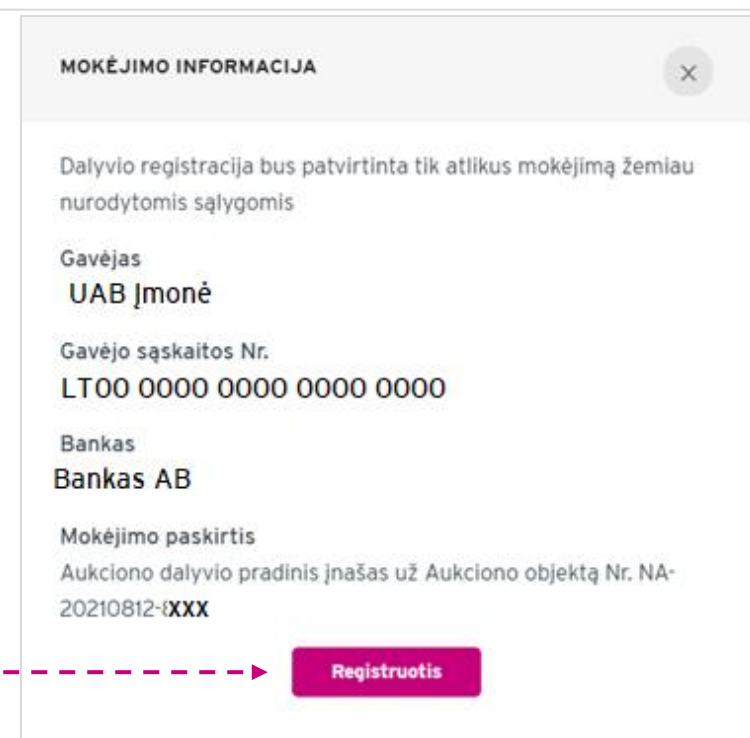 MOKĖJIMO INFORMACIJA
Dalyvio registracija bus patvirtinta tik atlikus mokėjimą žemiau
nurodytomis sąlygomis
Gavėjas
UAB Įmonė
Gavėjo sąskaitos Nr.
LT00 0000 0000 0000 0000
Bankas
Bankas AB
Mokėjimo paskirtis
Aukciono dalyvio pradinis įnašas už Aukciono objektą Nr. NA-
20210812-XXX
Registruotis